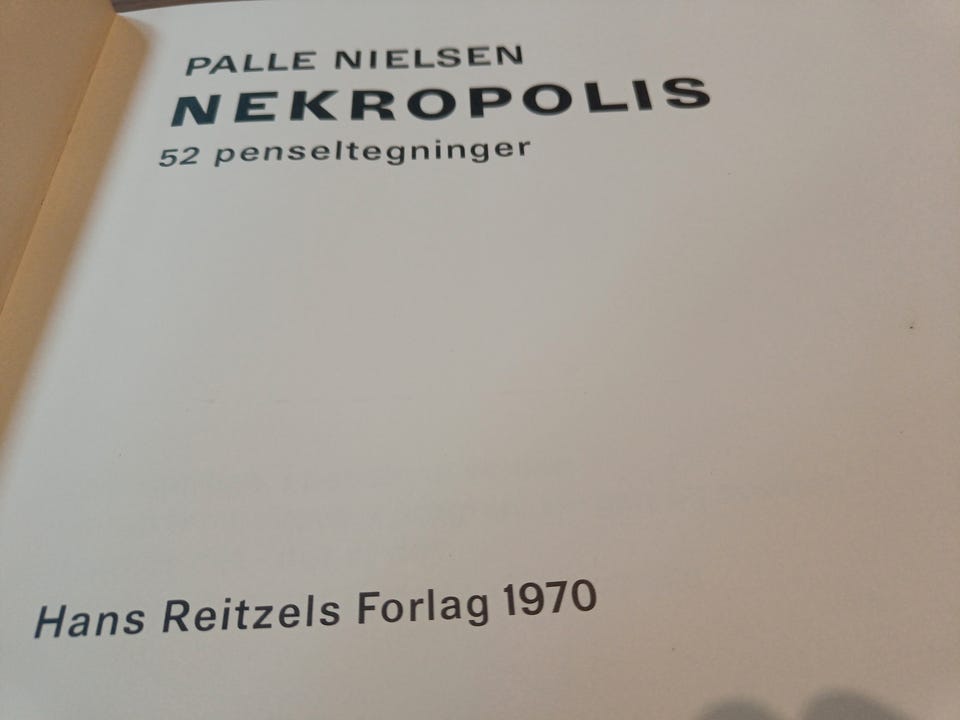 PALLE NIELSEN
NEKROPOLIS
52 penseltegninger
Hans Reitzels Forlag 1970